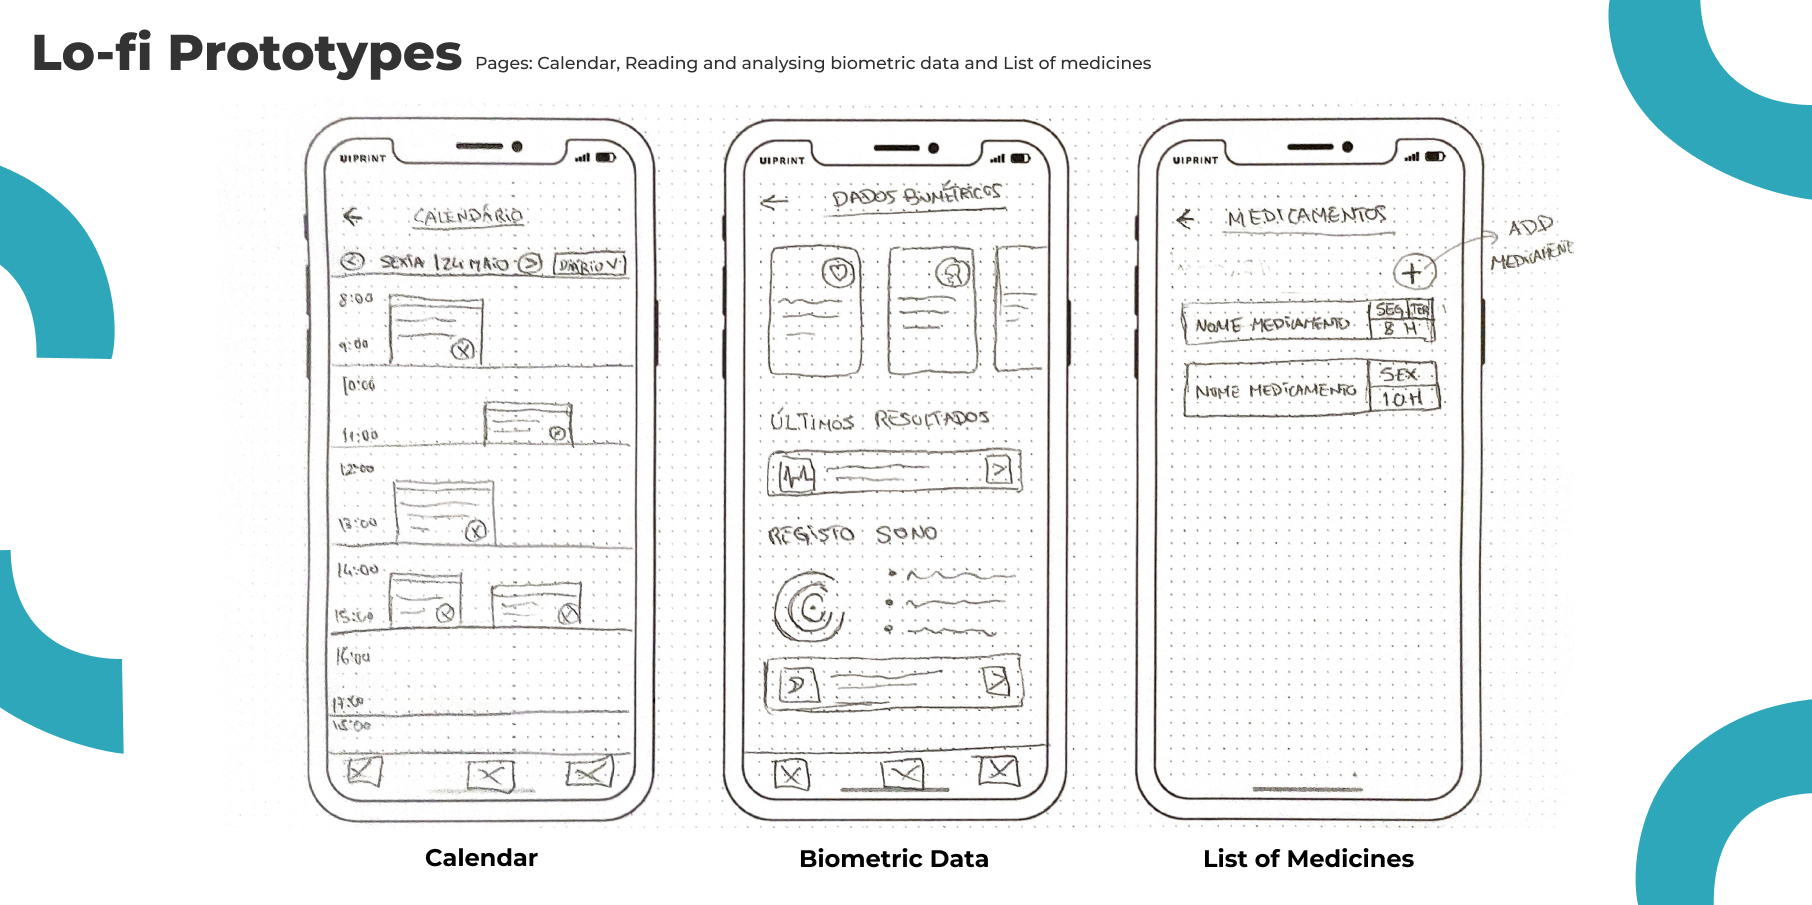 Lo-fi Prototypes
Pages: Calendar, Reading and analysing biometric data and List of medicines
UIPRINT
CALENDÁRIO
SEXTA | 24 MAIO
DIÁRIO
8:00
9:00
10:00
11:00
12:00
13:00
14:00
15:00
16:00
17:00
18:00
Calendar
UIPRINT
DADOS BIOMÉTRICOS
ÚLTIMOS RESULTADOS
REGISTO SONO
Biometric Data
UIPRINT
MEDICAMENTOS
ADD
MEDICAMENT
+
NOME MEDICAMENTO
SEG TER
8 H
NOME MEDICAMENTO
SEX
10H
List of Medicines